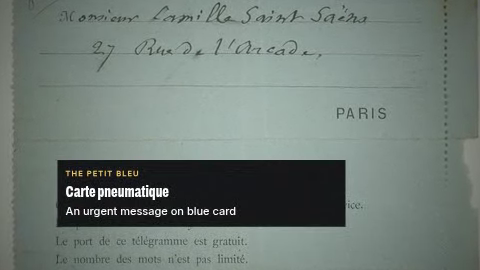 Monsieur Camille Saint Saëns
27 Rue de l'Arcade,
PARIS
THE PETIT BLEU
Carte pneumatique
An urgent message on blue card
Le port de ce télégramme est gratuit.
Le nombre des mots n'est pas limité.